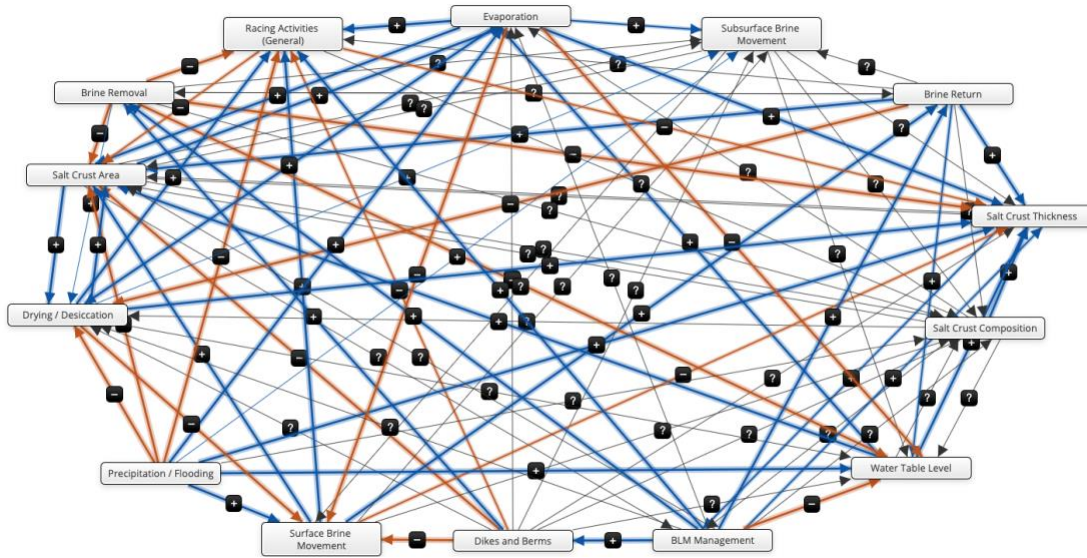 Evaporation
Racing Activities
(General)
Subsurface Brine
Movement
Brine Removal
Brine Return
Salt Crust Area
Salt Crust Thickness
Drying / Desiccation
Salt Crust Composition
Precipitation / Flooding
Water Table Level
Surface Brine
Movement
Dikes and Berms
BLM Management